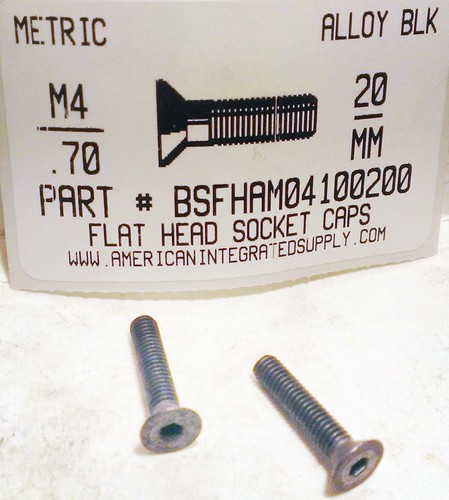 METRIC ALLOY BLK
M4 20
.70 MM
PART # BSFHAM04100200
FLAT HEAD SOCKET CAPS
WWW.AMERICANINTEGRATEDSUPPLY.COM